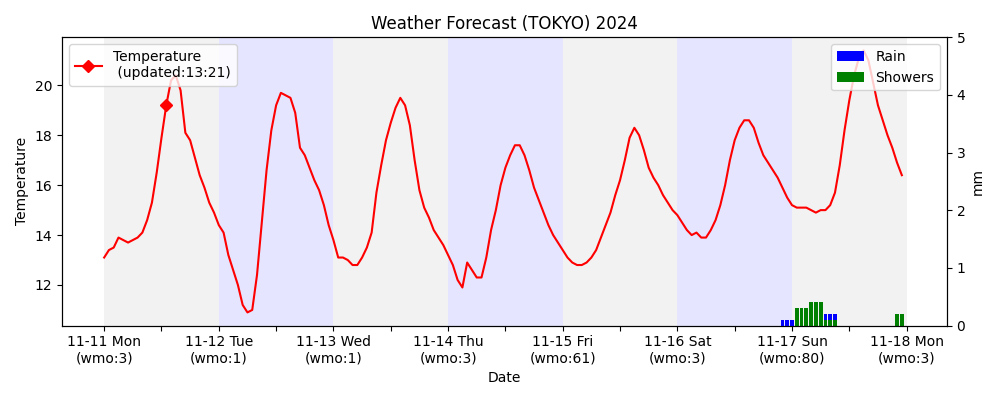 Weather Forecast (TOKYO) 2024
Temperature
(updated:13:21)
Rain
Showers
Temperature
20
18
16
14
12
5
4
3
2
1
0
mm
11-11 Mon
(wmo:3)
11-12 Tue
(wmo:1)
11-13 Wed
(wmo:1)
11-14 Thu
(wmo:3)
11-15 Fri
(wmo:61)
11-16 Sat
(wmo:3)
11-17 Sun
(wmo:80)
11-18 Mon
(wmo:3)
Date